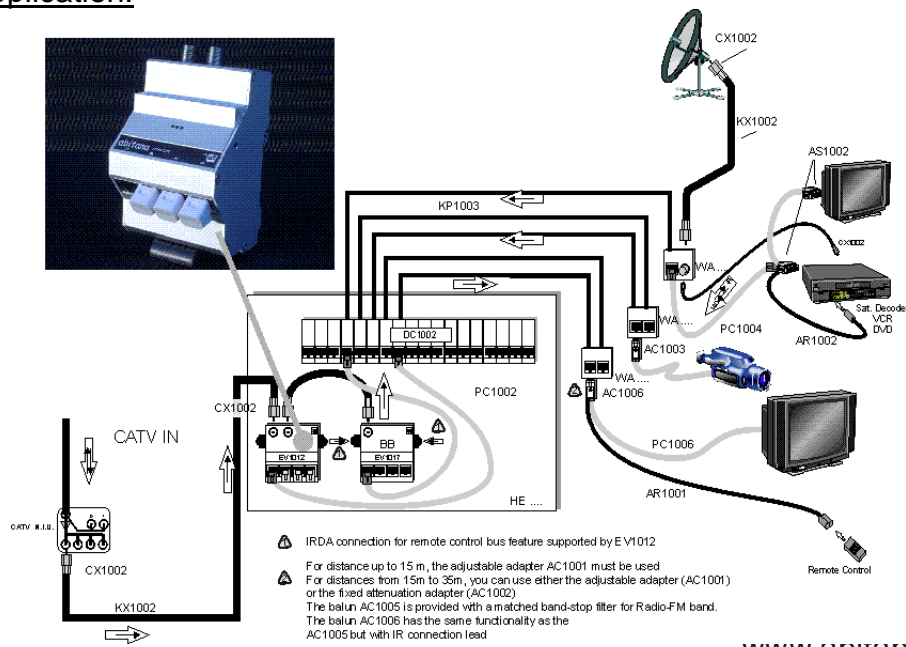 CX1002
KX1002
AS1002
KP1003
CX1002
WA....
Sat. Decode
VCR
DVD
AR1002
PC1004
WA....
DC1002
AC1003
WA....
AC1006
PC1002
CX1002
CATV IN
BB
EV1012
EV1017
PC1006
AR1001
HE ....
CATV N.I.U.
CX1002
KX1002
Remote Control
IRDA connection for remote control bus feature supported by EV1012
For distance up to 15 m, the adjustable adapter AC1001 must be used
For distances from 15m to 35m, you can use either the adjustable adapter (AC1001)
or the fixed attenuation adapter (AC1002)
The balun AC1005 is provided with a matched band-stop filter for Radio-FM band.
The balun AC1006 has the same functionality as the
AC1005 but with IR connection lead